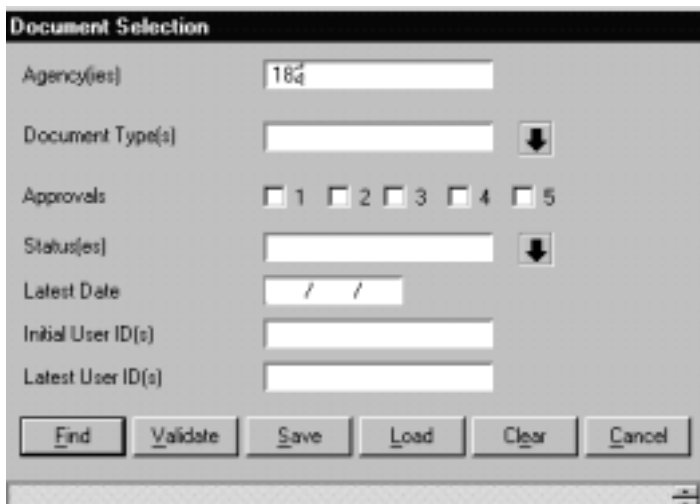 Document Selection
Agency(ies)
Document Type(s)
Approvals 1 2 3 4 5
Status(es)
Latest Date / /
Initial User ID(s)
Latest User ID(s)
Find Validate Save Load Clear Cancel